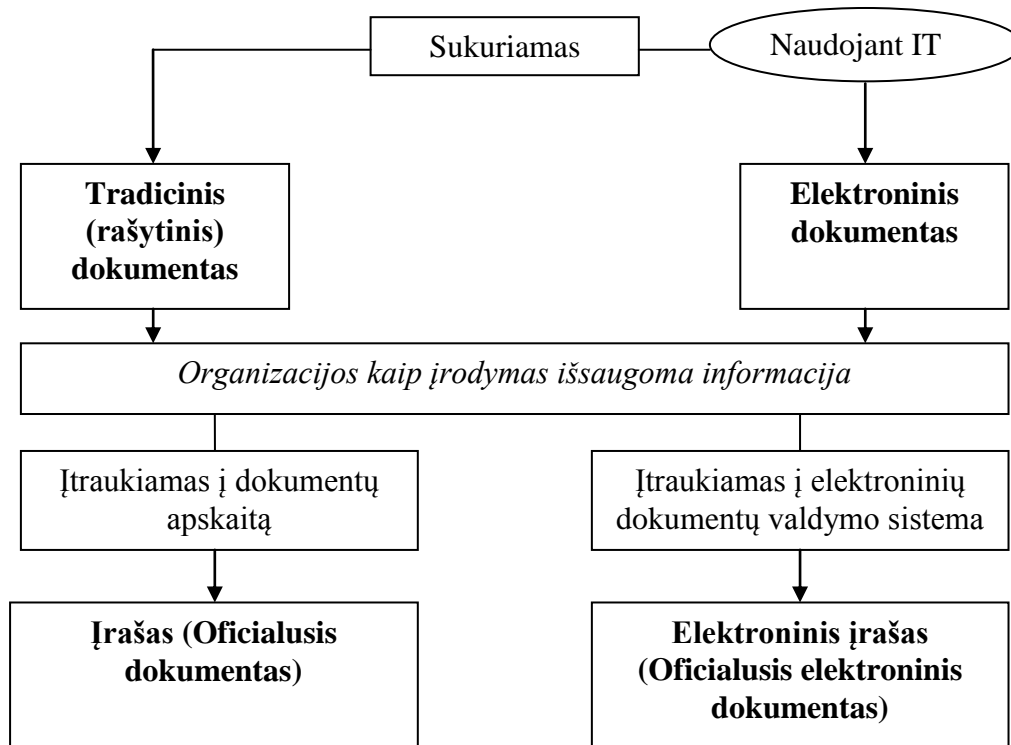 Sukuriamas
Naudojant IT
Tradicinis
(rašytinis)
dokumentas
Elektroninis
dokumentas
Organizacijos kaip įrodymas išsaugoma informacija
Įtraukiamas į dokumentų
apskaitą
Įtraukiamas į elektroninių
dokumentų valdymo sistema
Įrašas (Oficialusis
dokumentas)
Elektroninis įrašas
(Oficialusis elektroninis
dokumentas)